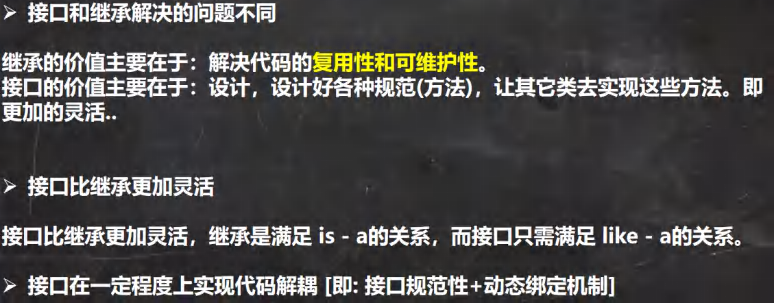 ➢ 接口和继承解决的问题不同
继承的价值主要在于：解决代码的复用性和可维护性。
接口的价值主要在于：设计，设计好各种规范(方法)，让其它类去实现这些方法。即
更加的灵活..
➢ 接口比继承更加灵活
接口比继承更加灵活，继承是满足 is - a的关系，而接口只需满足 like - a的关系。
➢ 接口在一定程度上实现代码解耦 [即: 接口规范性+动态绑定机制]